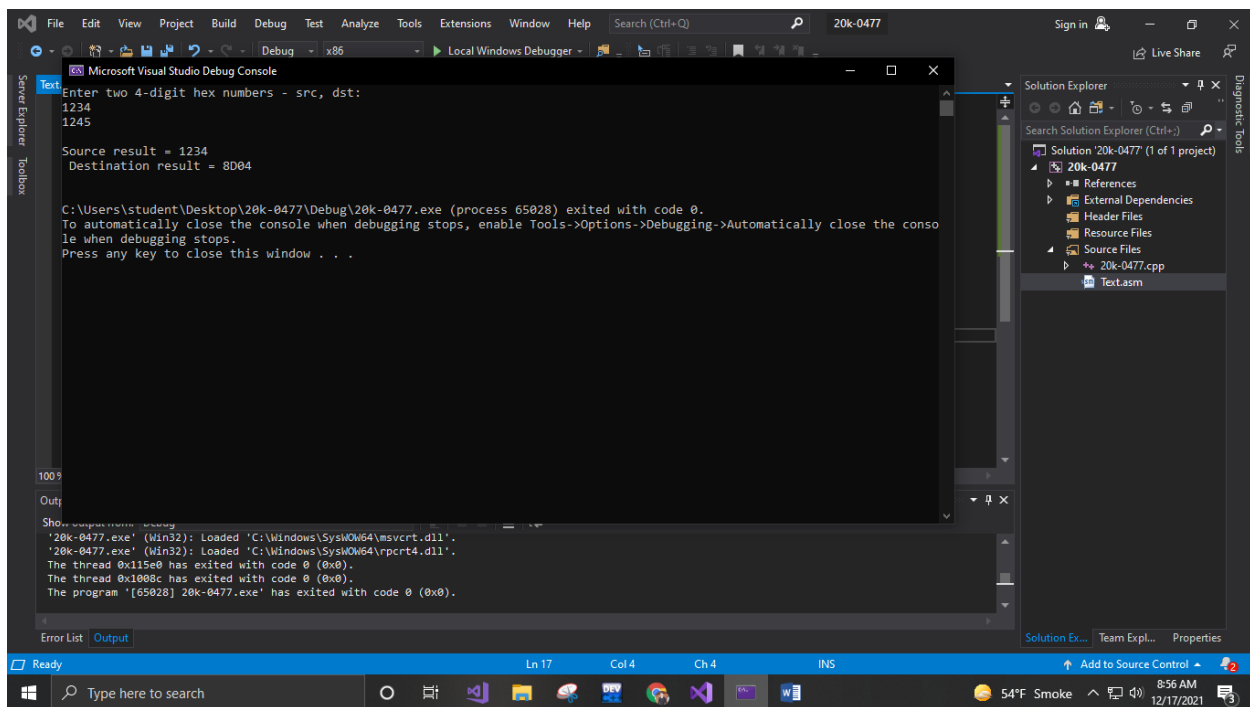 File Edit View Project Build Debug Test Analyze Tools Extensions Window Help Search (Ctrl+Q) 20k-0477 Sign in
Debug x86 Local Windows Debugger Live Share
Server Explorer
Toolbox
Text.
Microsoft Visual Studio Debug Console
Enter two 4-digit hex numbers - src, dst:
1234
1245
Source result = 1234
Destination result = 8D04
C:\Users\student\Desktop\20k-0477\Debug\20k-0477.exe (process 65028) exited with code 0.
To automatically close the console when debugging stops, enable Tools->Options->Debugging->Automatically close the conso
le when debugging stops.
Press any key to close this window . . .
Solution Explorer
Search Solution Explorer (Ctrl+;)
Solution '20k-0477' (1 of 1 project)
20k-0477
References
External Dependencies
Header Files
Resource Files
Source Files
20k-0477.cpp
Text.asm
Diagnostic Tools
100 %
Outp
'20k-0477.exe' (Win32): Loaded 'C:\Windows\SysWOW64\msvcrt.dll'.
'20k-0477.exe' (Win32): Loaded 'C:\Windows\SysWOW64\rpcrt4.dll'.
The thread 0x115e0 has exited with code 0 (0x0).
The thread 0x1008c has exited with code 0 (0x0).
The program '[65028] 20k-0477.exe' has exited with code 0 (0x0).
Error List Output
Solution Ex... Team Expl... Properties
Ready Ln 17 Col 4 Ch 4 INS Add to Source Control 2
Type here to search DEV 54°F Smoke 8:56 AM
12/17/2021 3